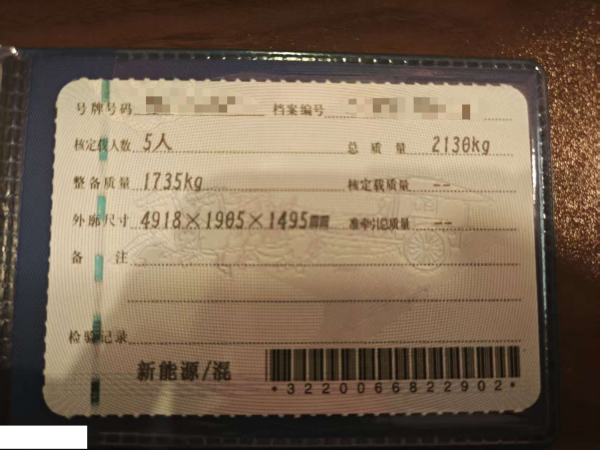 号牌号码 档案编号
核定载人数 5人 总质量 2130kg
整备质量 1735kg 核定载质量 --
外廓尺寸 4918×1905×1495㎜ 准牵引总质量 --
备注
检验记录
新能源/混
*3220066822902*